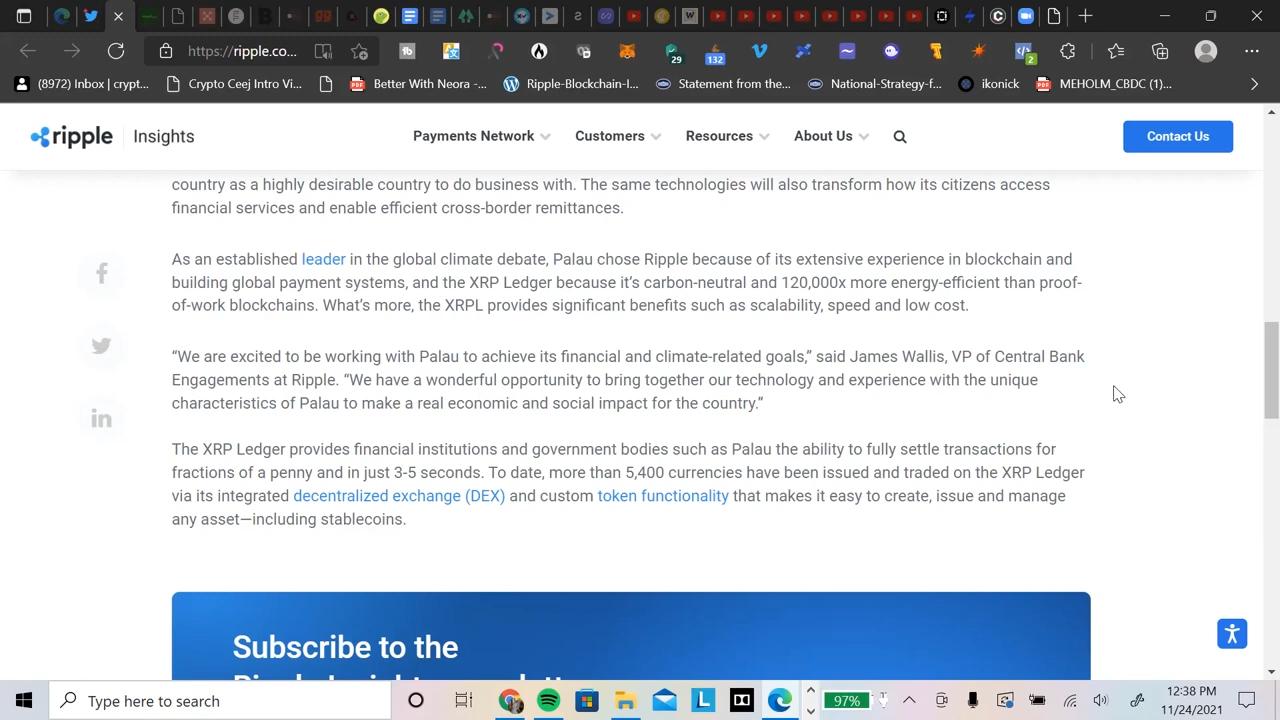 https://ripple.co...
29
132
2
(8972) Inbox | crypt...
Crypto Ceej Intro Vi...
Better With Neora -...
Ripple-Blockchain-I...
Statement from the...
National-Strategy-f...
ikonick
MEHOLM_CBDC (1)...
ripple Insights
Payments Network
Customers
Resources
About Us
Contact Us
country as a highly desirable country to do business with. The same technologies will also transform how its citizens access
financial services and enable efficient cross-border remittances.
As an established leader in the global climate debate, Palau chose Ripple because of its extensive experience in blockchain and
building global payment systems, and the XRP Ledger because it’s carbon-neutral and 120,000x more energy-efficient than proof-
of-work blockchains. What’s more, the XRPL provides significant benefits such as scalability, speed and low cost.
“We are excited to be working with Palau to achieve its financial and climate-related goals,” said James Wallis, VP of Central Bank
Engagements at Ripple. “We have a wonderful opportunity to bring together our technology and experience with the unique
characteristics of Palau to make a real economic and social impact for the country.”
The XRP Ledger provides financial institutions and government bodies such as Palau the ability to fully settle transactions for
fractions of a penny and in just 3-5 seconds. To date, more than 5,400 currencies have been issued and traded on the XRP Ledger
via its integrated decentralized exchange (DEX) and custom token functionality that makes it easy to create, issue and manage
any asset—including stablecoins.
Subscribe to the
Type here to search
97%
12:38 PM
11/24/2021